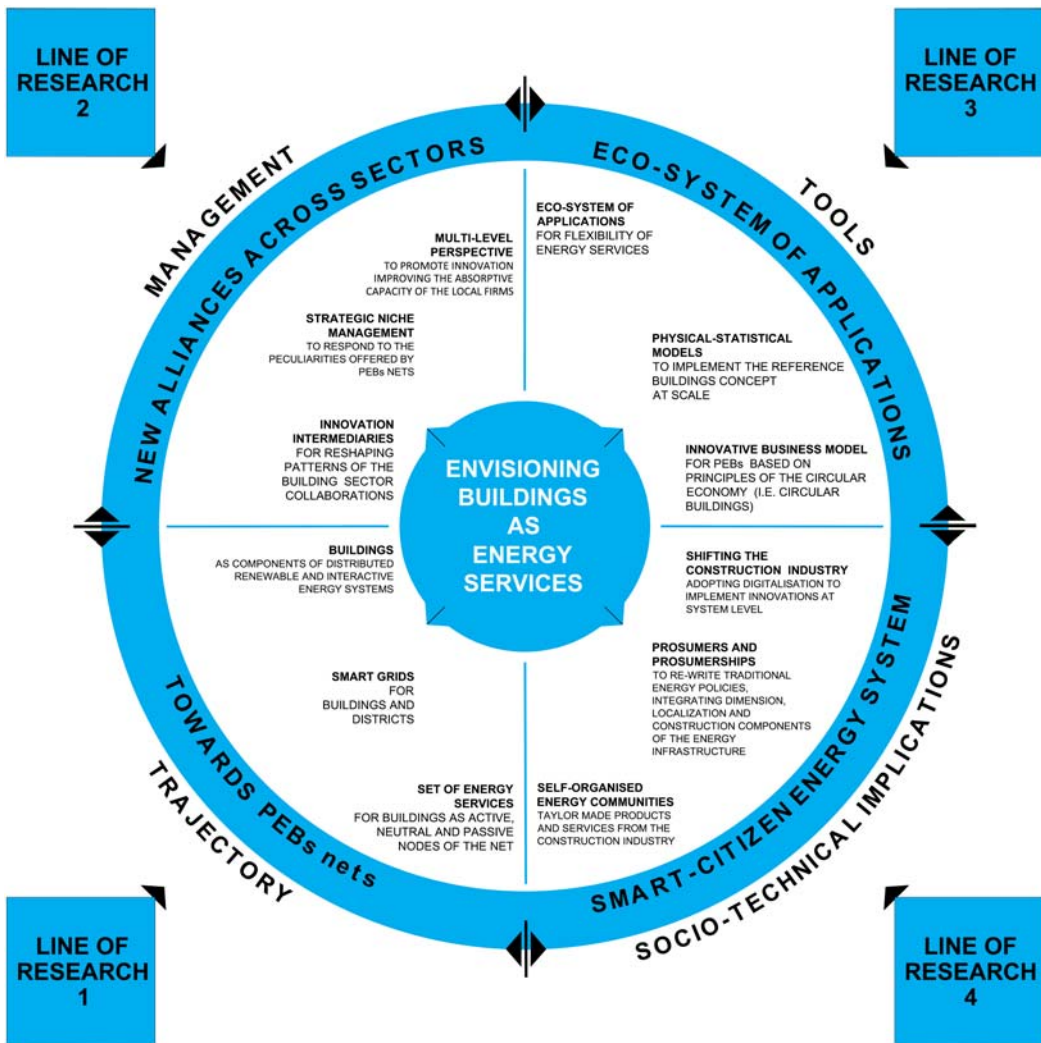 LINE OF
RESEARCH
2
LINE OF
RESEARCH
3
MANAGEMENT
NEW ALLIANCES ACROSS SECTORS
ECO-SYSTEM OF APPLICATIONS
TOOLS
MULTI-LEVEL
PERSPECTIVE
TO PROMOTE INNOVATION
IMPROVING THE ABSORPTIVE
CAPACITY OF THE LOCAL FIRMS
STRATEGIC NICHE
MANAGEMENT
TO RESPOND TO THE
PECULIARITIES OFFERED BY
PEBs NETS
INNOVATION
INTERMEDIARIES
FOR RESHAPING
PATTERNS OF THE
BUILDING SECTOR
COLLABORATIONS
ECO-SYSTEM OF
APPLICATIONS
FOR FLEXIBILITY OF
ENERGY SERVICES
PHYSICAL-STATISTICAL
MODELS
TO IMPLEMENT THE REFERENCE
BUILDINGS CONCEPT
AT SCALE
INNOVATIVE BUSINESS MODEL
FOR PEBs BASED ON
PRINCIPLES OF THE CIRCULAR
ECONOMY (I.E. CIRCULAR
BUILDINGS)
ENVISIONING
BUILDINGS
AS
ENERGY
SERVICES
BUILDINGS
AS COMPONENTS OF DISTRIBUTED
RENEWABLE AND INTERACTIVE
ENERGY SYSTEMS
SMART GRIDS
FOR
BUILDINGS AND
DISTRICTS
SET OF ENERGY
SERVICES
FOR BUILDINGS AS ACTIVE,
NEUTRAL AND PASSIVE
NODES OF THE NET
SHIFTING THE
CONSTRUCTION INDUSTRY
ADOPTING DIGITALISATION TO
IMPLEMENT INNOVATIONS AT
SYSTEM LEVEL
PROSUMERS AND
PROSUMERSHIPS
TO RE-WRITE TRADITIONAL
ENERGY POLICIES,
INTEGRATING DIMENSION,
LOCALIZATION AND
CONSTRUCTION COMPONENTS
OF THE ENERGY
INFRASTRUCTURE
SELF-ORGANISED
ENERGY COMMUNITIES
TAYLOR MADE PRODUCTS
AND SERVICES FROM THE
CONSTRUCTION INDUSTRY
TOWARDS PEBs nets
TRAJECTORY
SMART-CITIZEN ENERGY SYSTEM
SOCIO-TECHNICAL IMPLICATIONS
LINE OF
RESEARCH
1
LINE OF
RESEARCH
4